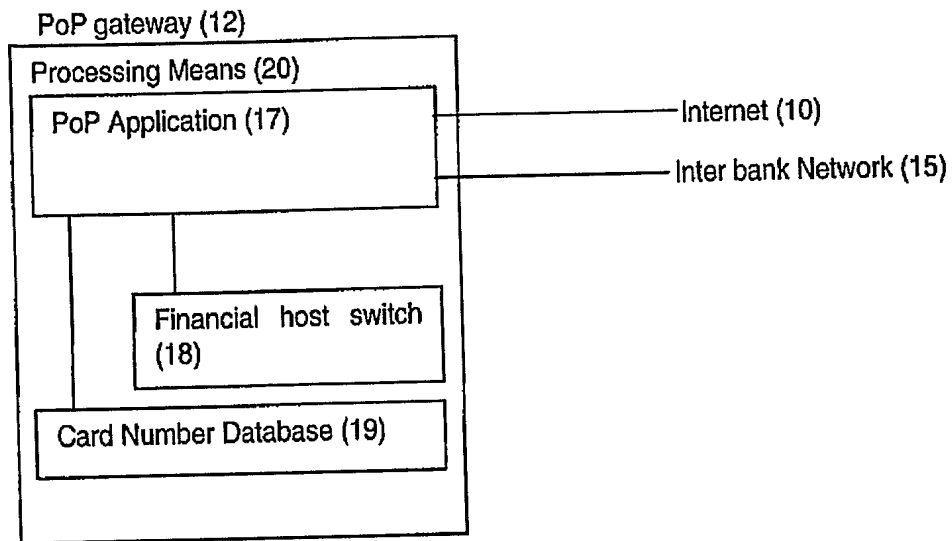 PoP gateway (12)
Processing Means (20)
PoP Application (17)
Internet (10)
Inter bank Network (15)
Financial host switch
(18)
Card Number Database (19)